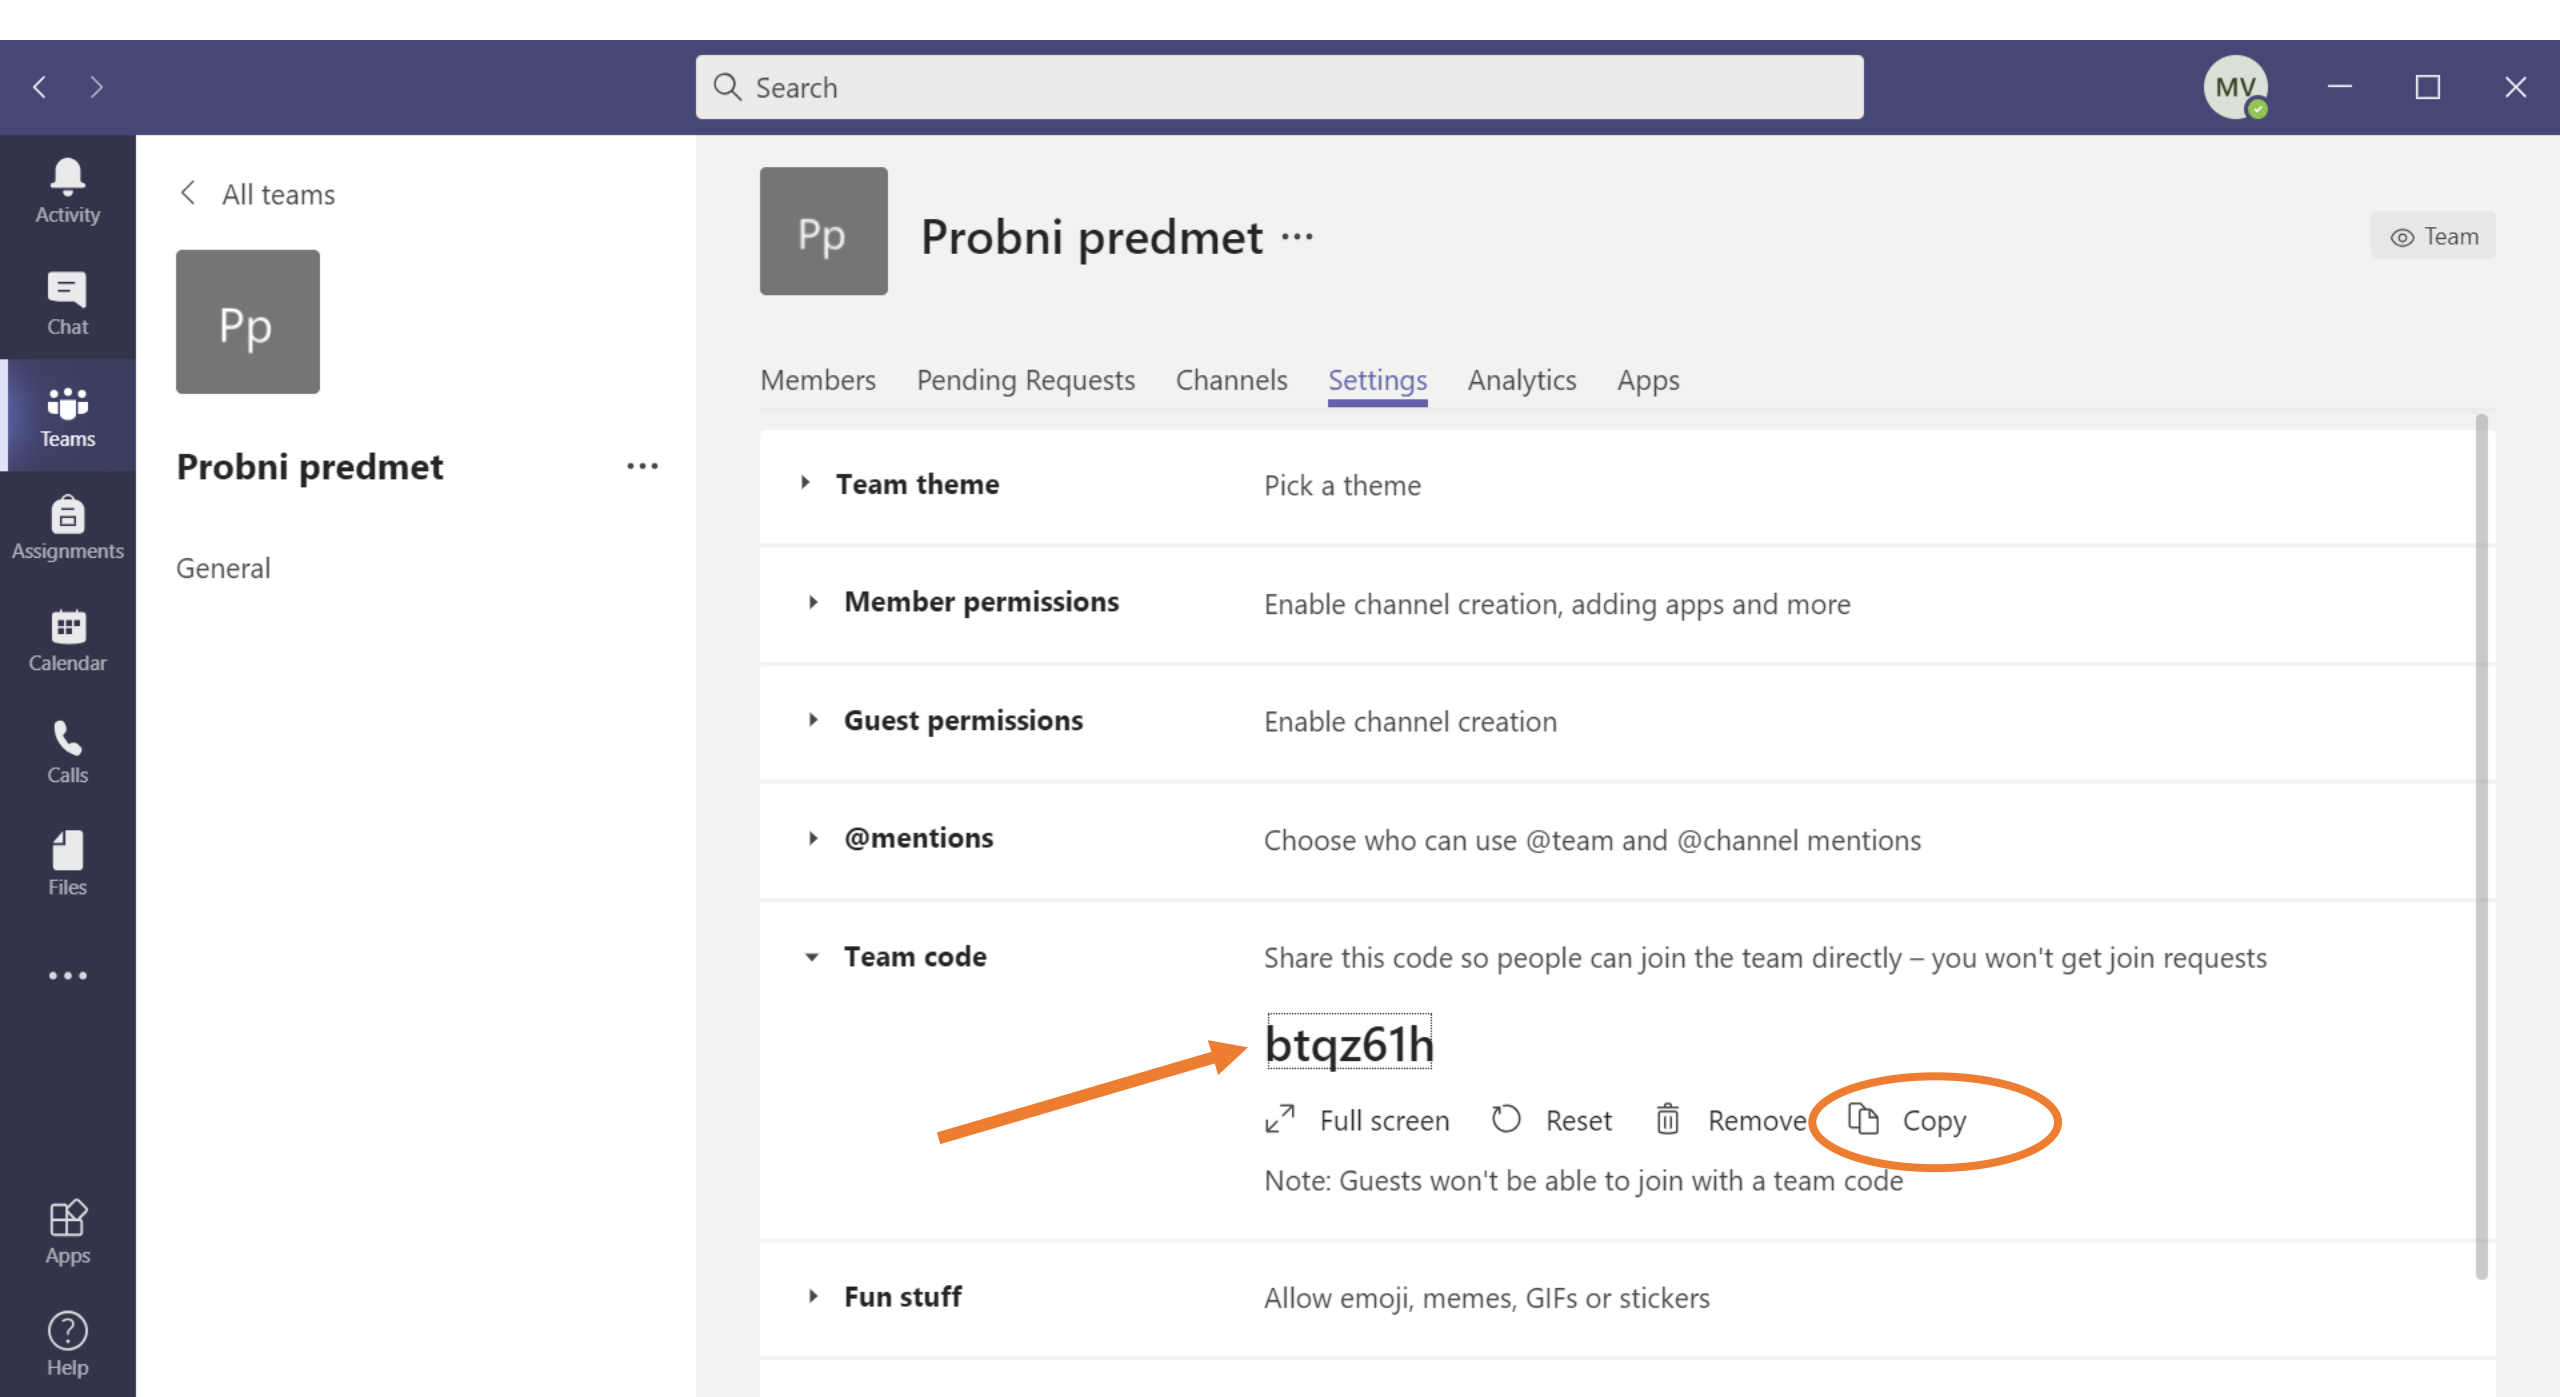 Search
MV
Activity
Chat
Teams
Assignments
Calendar
Calls
Files
Apps
Help
All teams
Pp
Probni predmet
General
Pp
Probni predmet
Team
Members Pending Requests Channels Settings Analytics Apps
Team theme Pick a theme
Member permissions Enable channel creation, adding apps and more
Guest permissions Enable channel creation
@mentions Choose who can use @team and @channel mentions
Team code Share this code so people can join the team directly – you won't get join requests
btqz61h
Full screen Reset Remove Copy
Note: Guests won't be able to join with a team code
Fun stuff Allow emoji, memes, GIFs or stickers